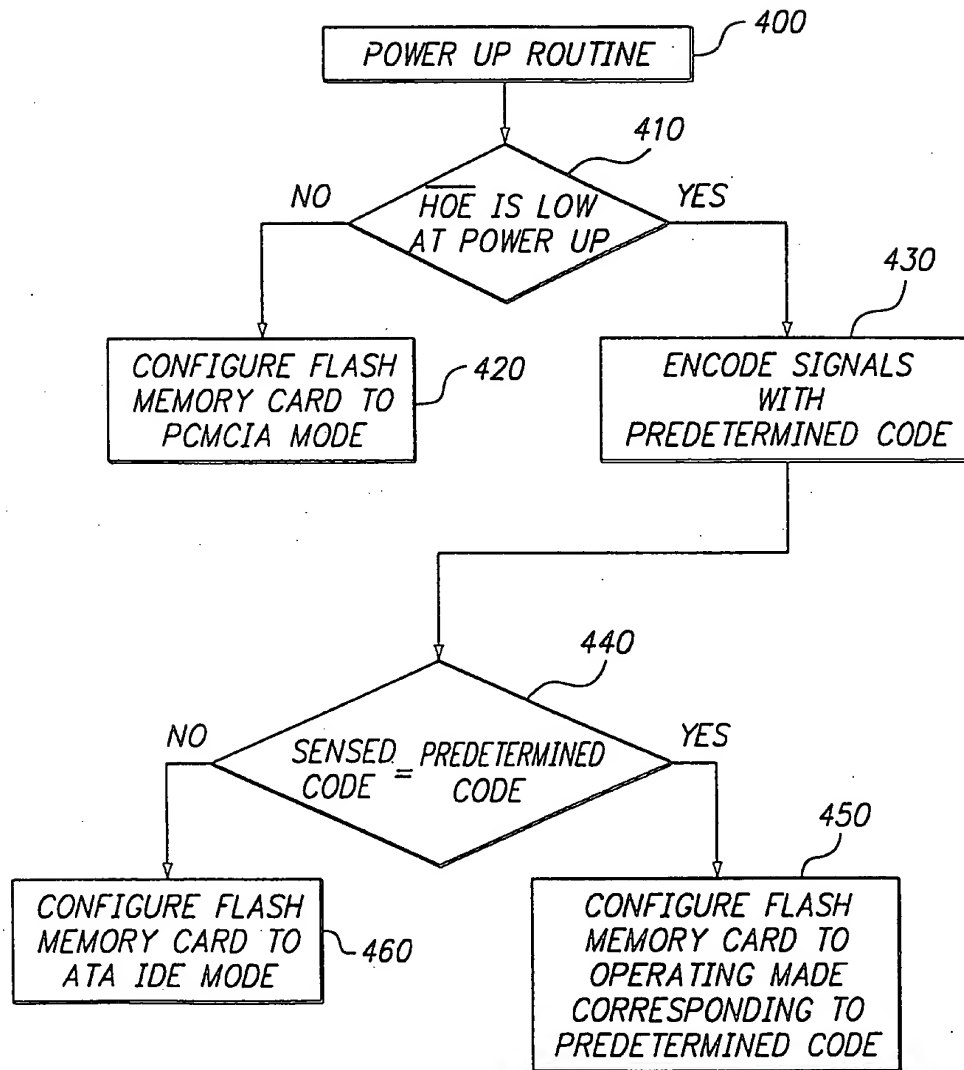 POWER UP ROUTINE
400
410
NO
YES
H̅O̅E̅ IS LOW
AT POWER UP
430
CONFIGURE FLASH
MEMORY CARD TO
PCMCIA MODE
420
ENCODE SIGNALS
WITH
PREDETERMINED CODE
440
NO
YES
SENSED
CODE
=
PREDETERMINED
CODE
450
CONFIGURE FLASH
MEMORY CARD TO
ATA IDE MODE
460
CONFIGURE FLASH
MEMORY CARD TO
OPERATING MADE
CORRESPONDING TO
PREDETERMINED CODE